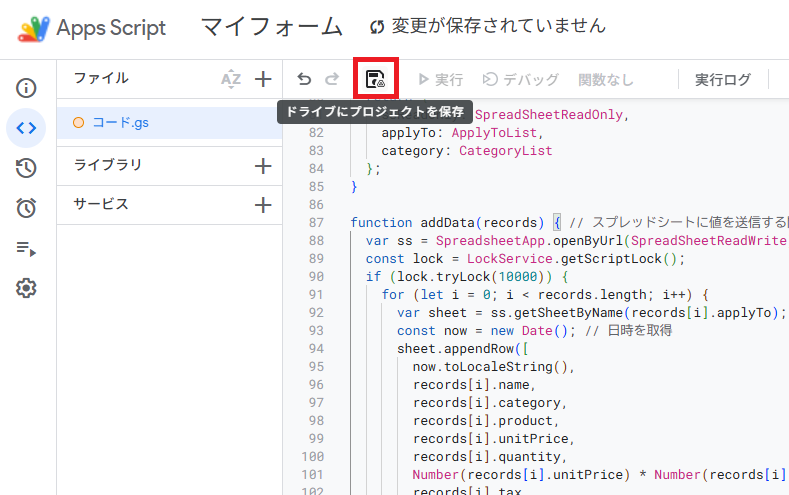 Apps Script マイフォーム 変更が保存されていません
ファイル AZ
実行 デバッグ 関数なし 実行ログ
ドライブにプロジェクトを保存
コード.gs
ライブラリ
サービス
SpreadSheetReadOnly,
82 applyTo: ApplyToList,
83 category: CategoryList
84 };
85 }
86
87 function addData(records) { // スプレッドシートに値を送信する
88 var ss = SpreadsheetApp.openByUrl(SpreadSheetReadWrite
89 const lock = LockService.getScriptLock();
90 if (lock.tryLock(10000)) {
91 for (let i = 0; i < records.length; i++) {
92 var sheet = ss.getSheetByName(records[i].applyTo);
93 const now = new Date(); // 日時を取得
94 sheet.appendRow([
95 now.toLocaleString(),
96 records[i].name,
97 records[i].category,
98 records[i].product,
99 records[i].unitPrice,
100 records[i].quantity,
101 Number(records[i].unitPrice) * Number(records[i]
102 records[i].tax